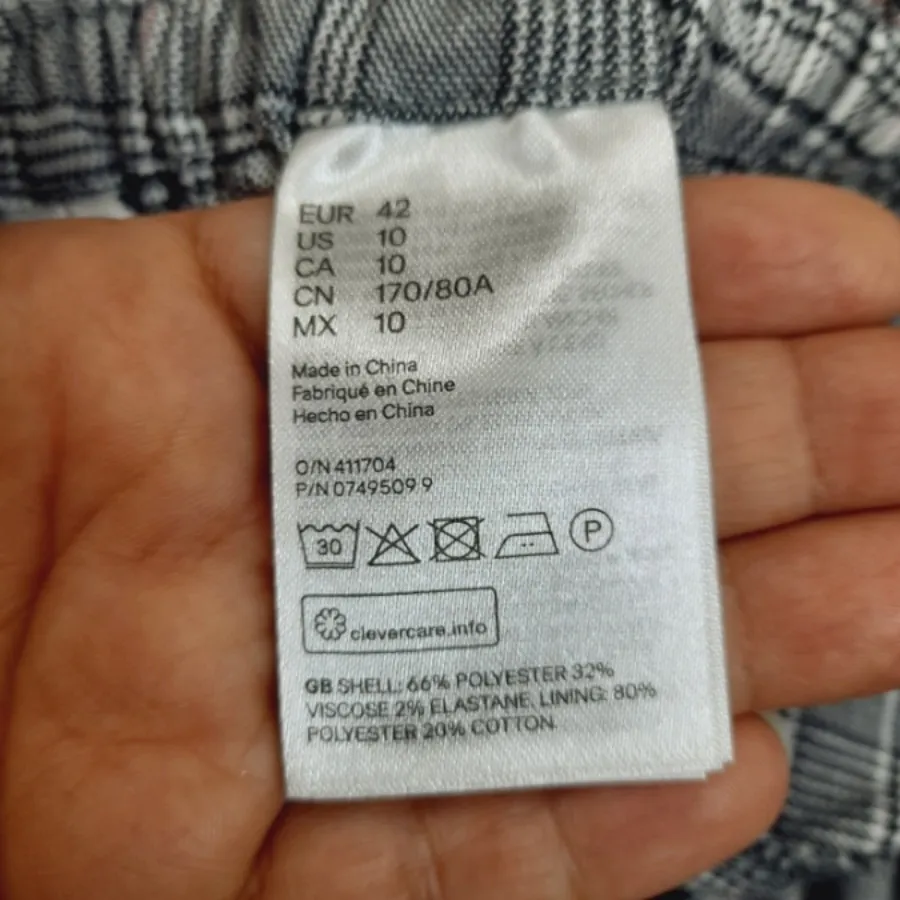 EUR 42
US 10
CA 10
CN 170/80A
MX 10
Made in China
Fabriqué en Chine
Hecho en China
O/N 411704
P/N 0749509 9
30
P
clevercare.info
GB SHELL: 66% POLYESTER 32%
VISCOSE 2% ELASTANE, LINING: 80%
POLYESTER 20% COTTON